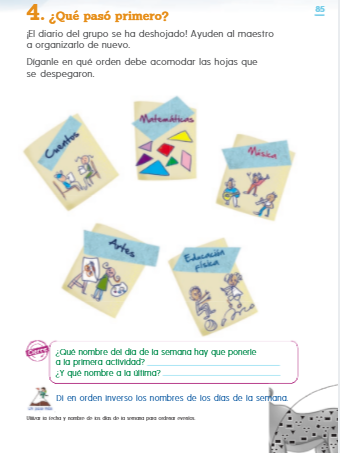 85
4. ¿Qué pasó primero?
¡El diario del grupo se ha deshojado! Ayuden al maestro
a organizarlo de nuevo.
Díganle en qué orden debe acomodar las hojas que
se despegaron.
Cuentos
Matemáticas
Música
Artes
Educación
física
Cierre
¿Qué nombre del día de la semana hay que ponerle
a la primera actividad?
¿Y qué nombre a la última?
Un paso más
Di en orden inverso los nombres de los días de la semana.
Utilizar la fecha y nombre de los días de la semana para ordenar eventos.